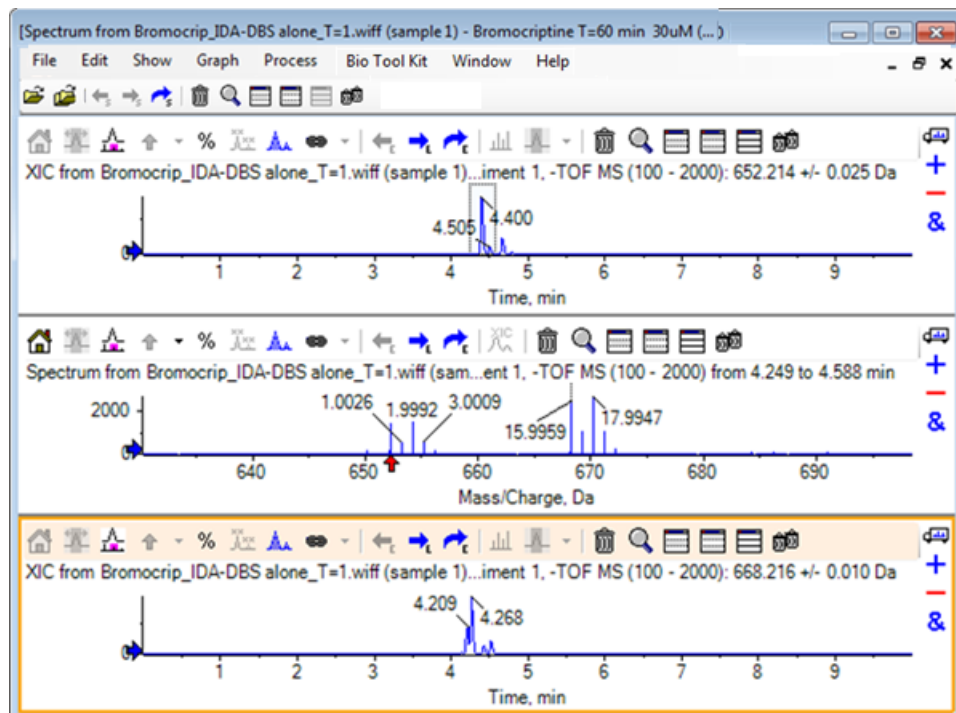 [Spectrum from Bromocrip_IDA-DBS alone_T=1.wiff (sample 1) - Bromocriptine T=60 min 30uM (... )
File Edit Show Graph Process Bio Tool Kit Window Help
XIC from Bromocrip_IDA-DBS alone_T=1.wiff (sample 1)...iment 1, -TOF MS (100 - 2000): 652.214 +/- 0.025 Da
4.505 4.400
0
1 2 3 4 5 6 7 8 9
Time, min
Spectrum from Bromocrip_IDA-DBS alone_T=1.wiff (sam...ent 1, -TOF MS (100 - 2000) from 4.249 to 4.588 min
2000 1.0026 1.9992 3.0009 15.9959 17.9947
0
640 650 660 670 680 690
Mass/Charge, Da
XIC from Bromocrip_IDA-DBS alone_T=1.wiff (sample 1)...iment 1, -TOF MS (100 - 2000): 668.216 +/- 0.010 Da
4.209 4.268
0
1 2 3 4 5 6 7 8 9
Time, min